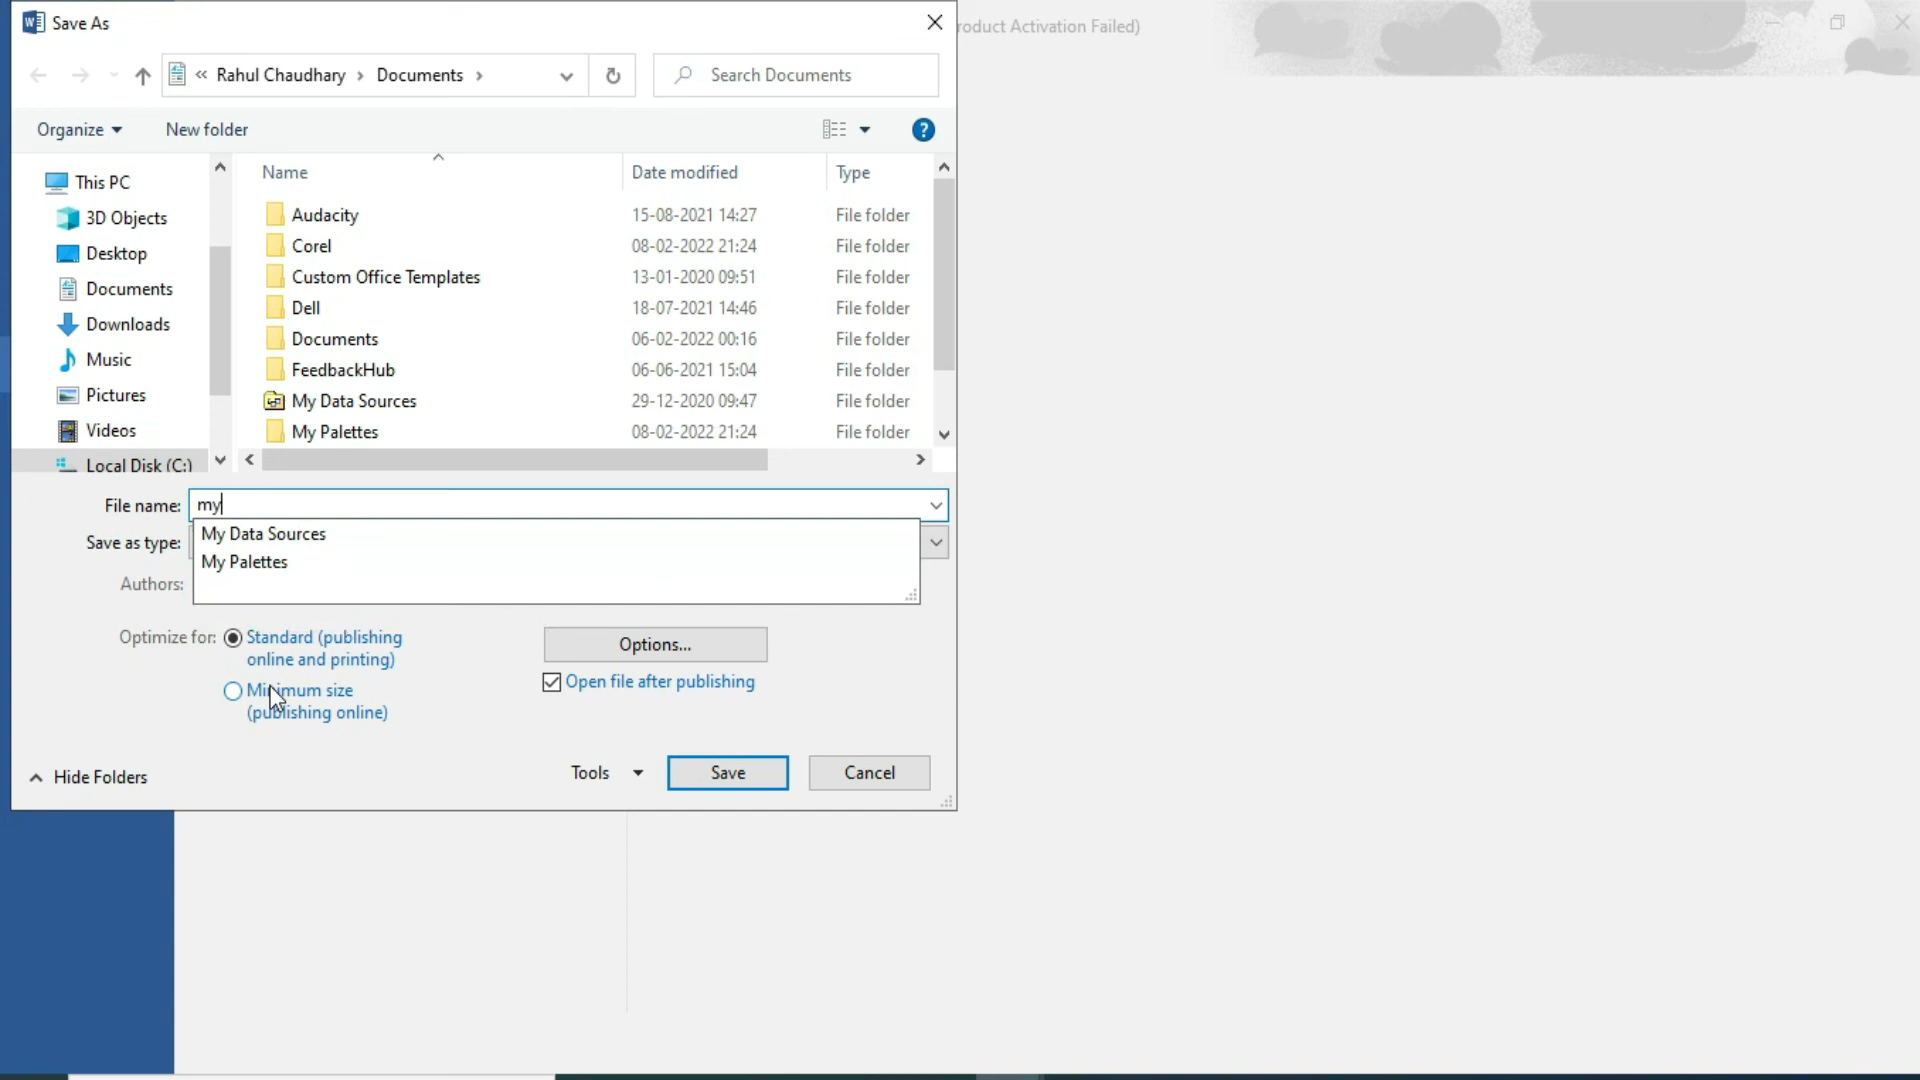 Save As
roduct Activation Failed)
« Rahul Chaudhary › Documents ›
Search Documents
Organize
New folder
?
Name
Date modified
Type
This PC
3D Objects
Desktop
Documents
Downloads
Music
Pictures
Videos
Local Disk (C:)
Audacity 15-08-2021 14:27 File folder
Corel 08-02-2022 21:24 File folder
Custom Office Templates 13-01-2020 09:51 File folder
Dell 18-07-2021 14:46 File folder
Documents 06-02-2022 00:16 File folder
FeedbackHub 06-06-2021 15:04 File folder
My Data Sources 29-12-2020 09:47 File folder
My Palettes 08-02-2022 21:24 File folder
File name: my
My Data Sources
My Palettes
Save as type:
Authors:
Optimize for:
Standard (publishing
online and printing)
Minimum size
(publishing online)
Options...
Open file after publishing
Hide Folders
Tools
Save
Cancel